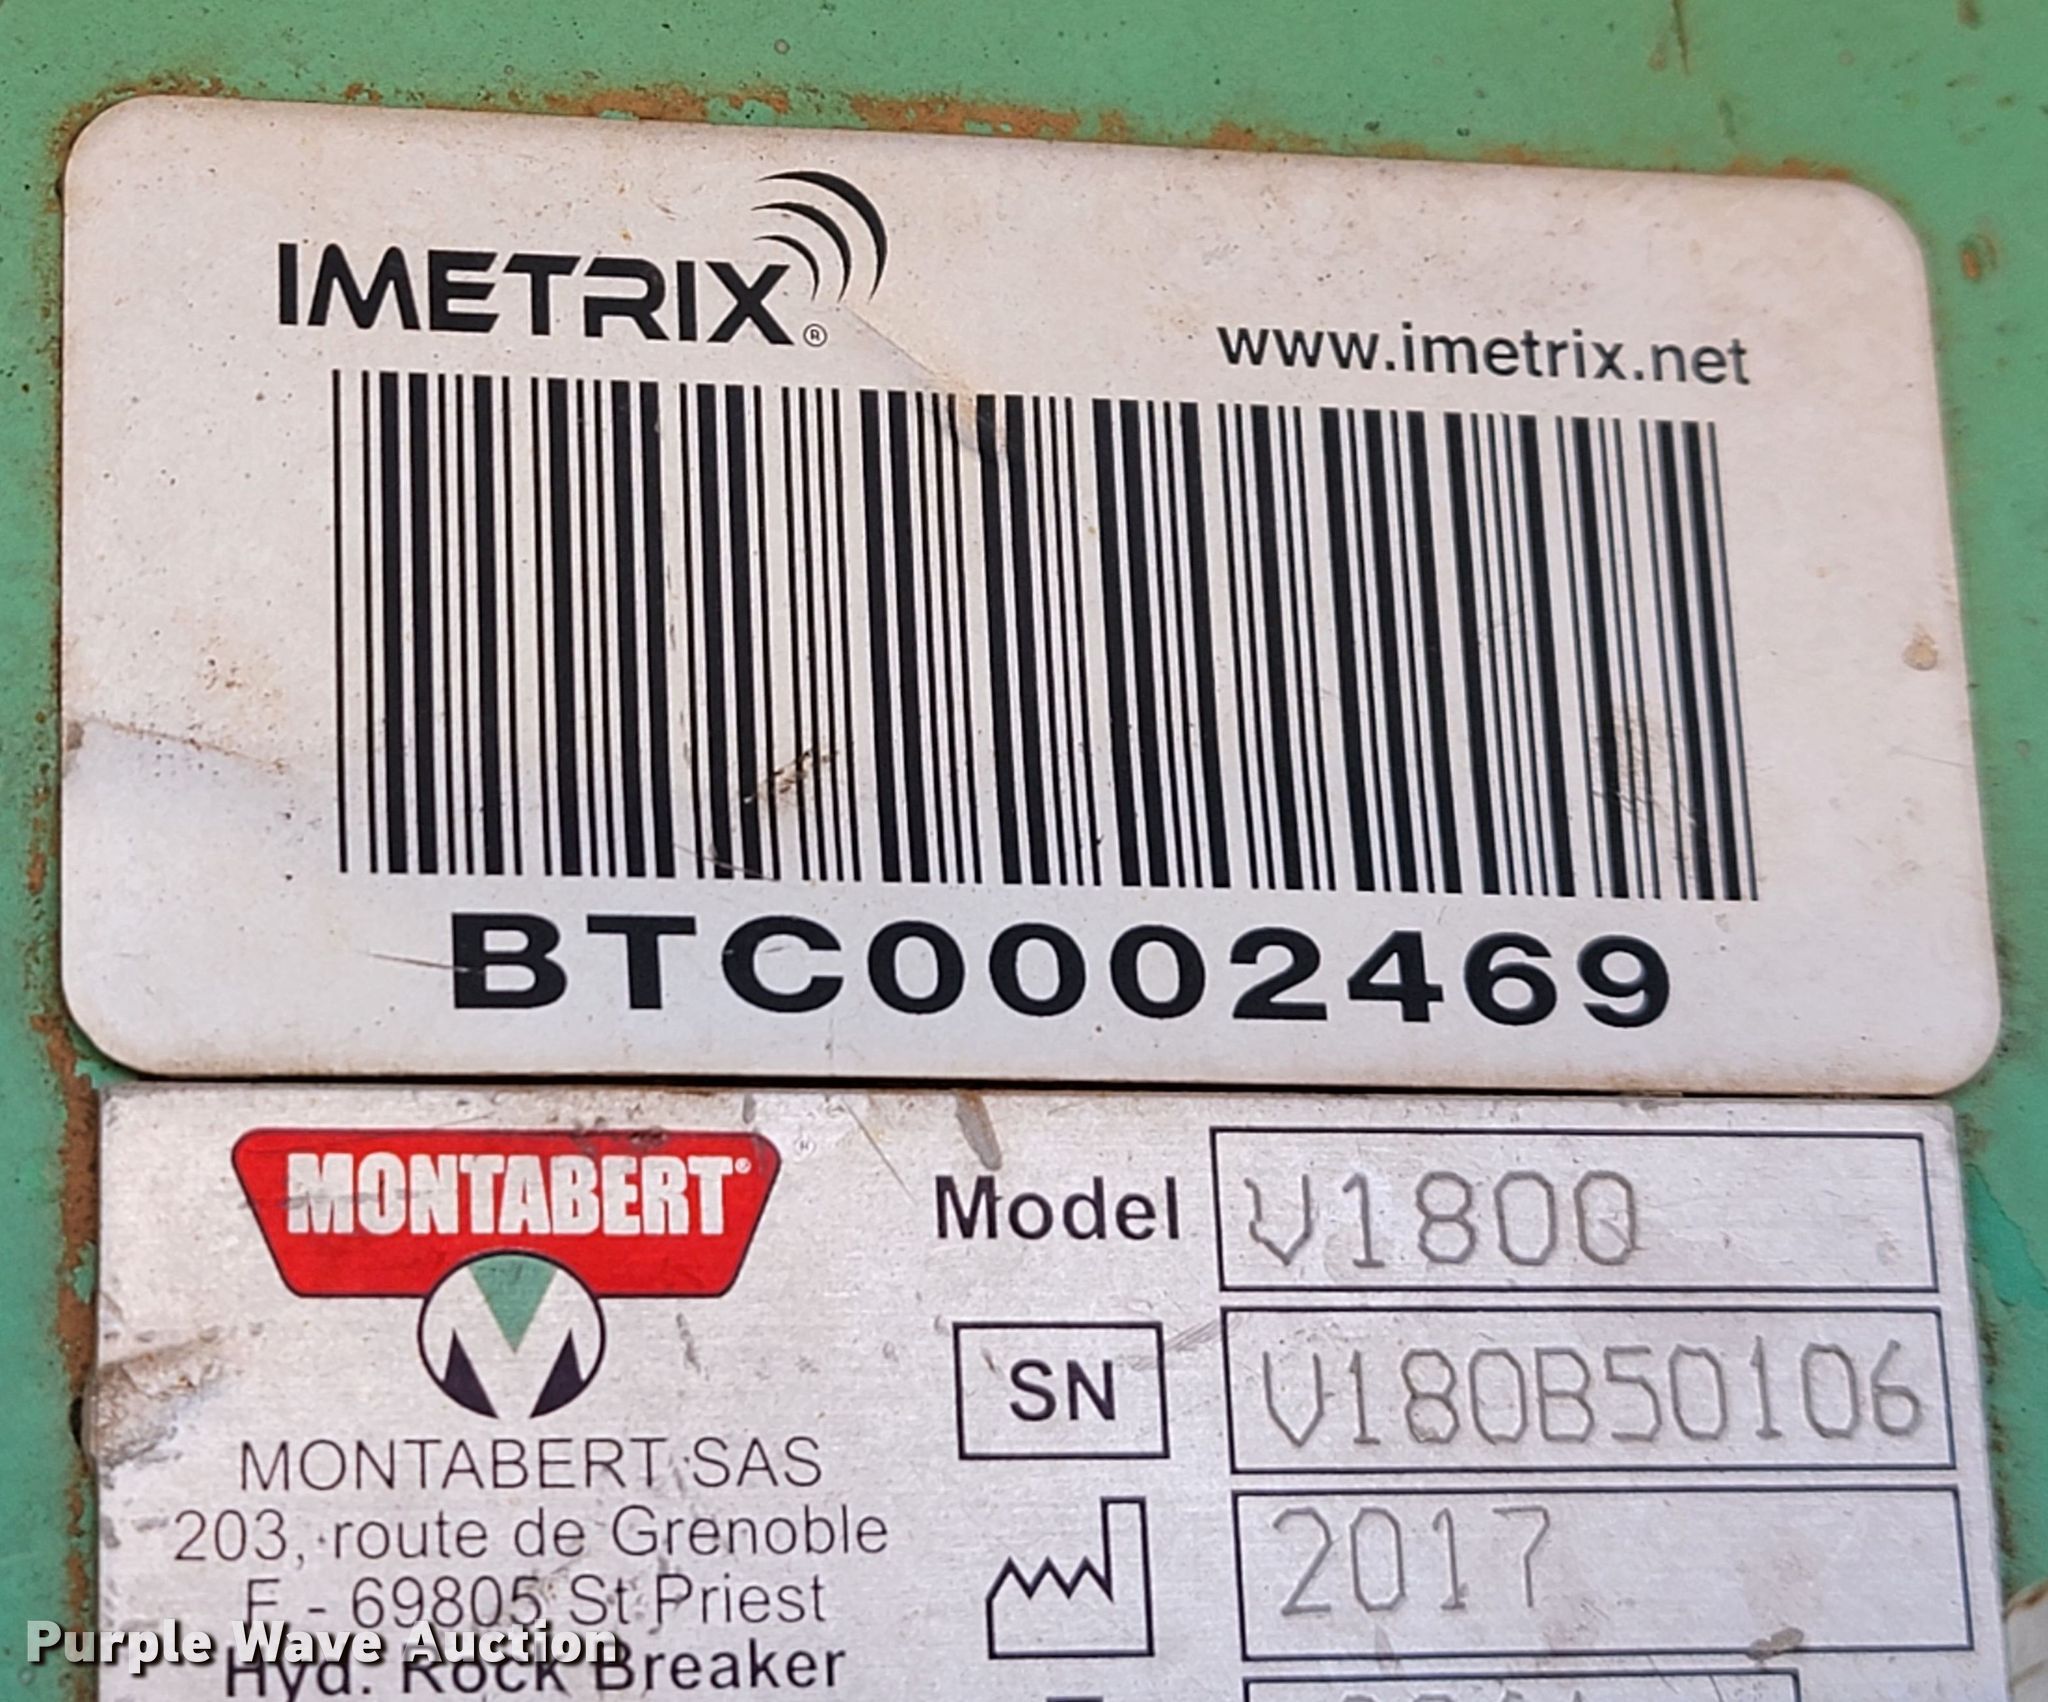 IMETRIX®
www.imetrix.net
BTC0002469
MONTABERT®
Model V1800
SN V180B50106
MONTABERT SAS
203, route de Grenoble
2017
F - 69805 St Priest
Hyd. Rock Breaker
Purple Wave Auction